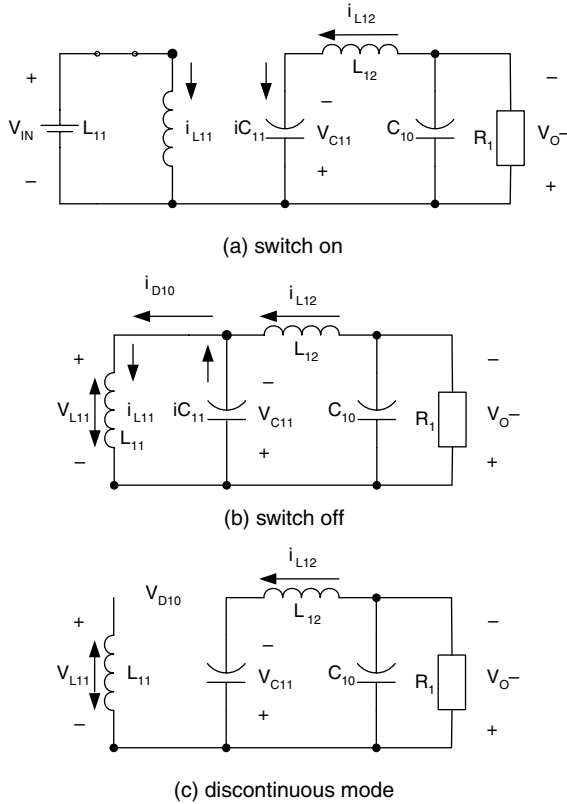 i_L12
+
–
L_12
V_IN
L_11
i_L11
iC_11
–
V_C11
+
C_10
R_1
V_O–
–
+
(a) switch on
i_D10
i_L12
+
–
L_12
V_L11
i_L11
L_11
iC_11
–
V_C11
+
C_10
R_1
V_O–
–
+
(b) switch off
i_L12
V_D10
+
–
L_12
V_L11
L_11
–
V_C11
+
C_10
R_1
V_O–
–
+
(c) discontinuous mode